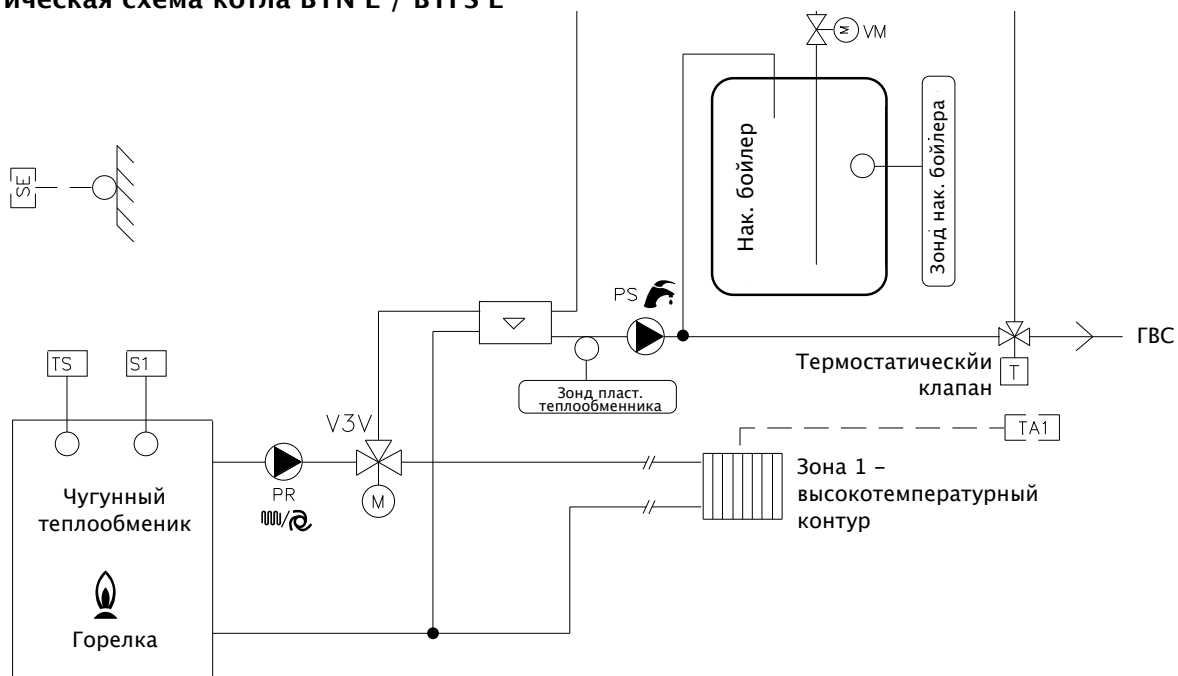 ическая схема котла BTN E / BTFS E
M VM
Нак. бойлер
Зонд нак. бойлера
SE
PS
ГВС
Термостатическйи
клапан
T
TS
S1
Зонд пласт.
теплообменника
V3V
TA1
PR
M
Зона 1 –
высокотемпературный
контур
Чугунный
теплообменик
Горелка